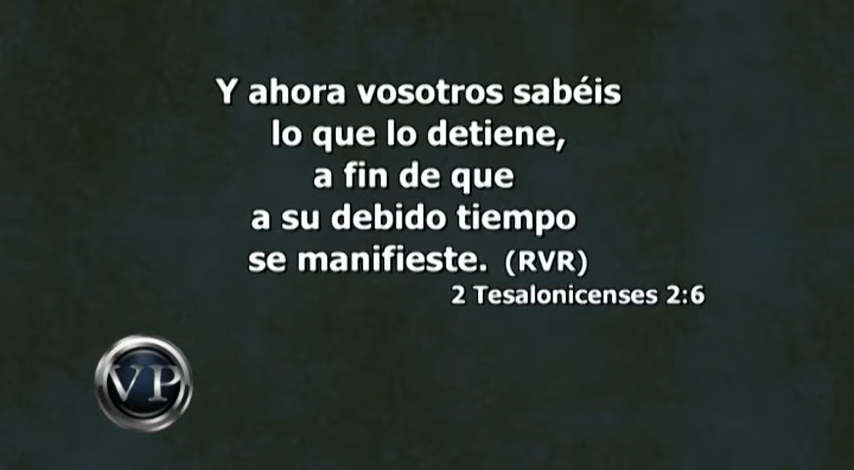 Y ahora vosotros sabéis
lo que lo detiene,
a fin de que
a su debido tiempo
se manifieste. (RVR)
2 Tesalonicenses 2:6
VP